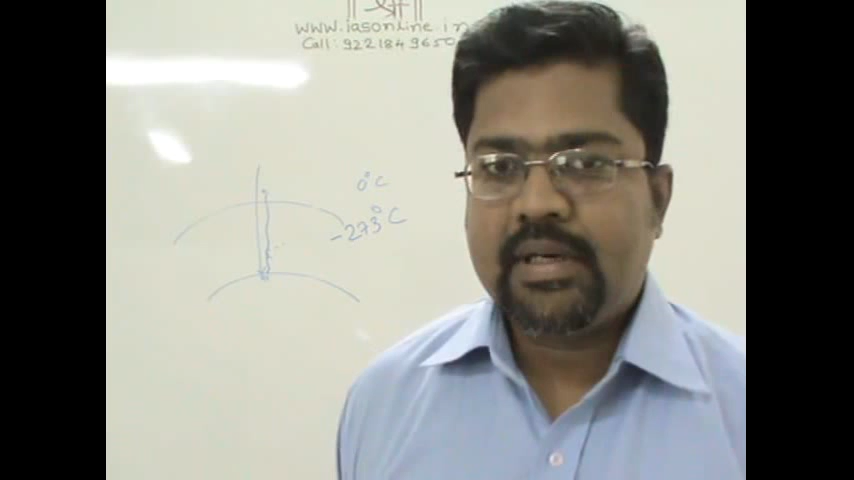 || श्री ||
www.iasonline.in
Call: 9221849650
0°C
-273°C